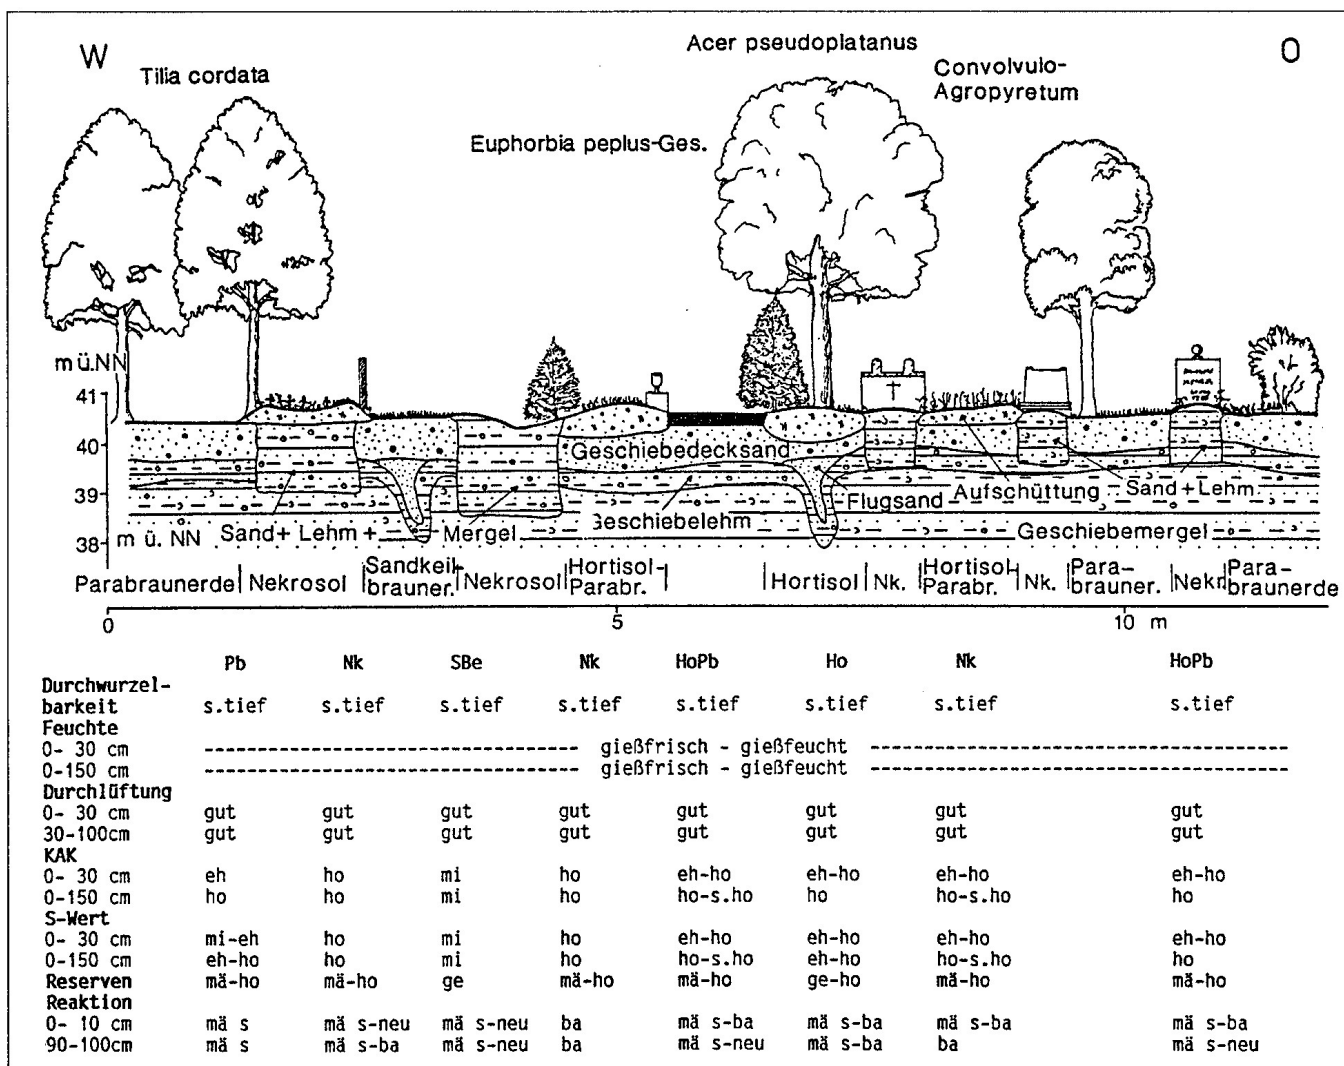 W
O
Tilia cordata
Acer pseudoplatanus
Convolvulo-
Agropyretum
Euphorbia peplus-Ges.
m ü.NN
41
40
39
38
m ü. NN
Geschiebedecksand
Sand+ Lehm +
Mergel
Geschiebelehm
Flugsand
Aufschüttung
Sand+Lehm
Geschiebemergel
Parabraunerde
Nekrosol
Sandkeil-
brauner.
Nekrosol
Hortisol-
Parabr.
Hortisol
Nk.
Hortisol-
Parabr.
Nk.
Para-
brauner.
Nekr
Para-
braunerde
0 5 10 m
Pb Nk SBe Nk HoPb Ho Nk HoPb
Durchwurzel-
barkeit s.tief s.tief s.tief s.tief s.tief s.tief s.tief s.tief
Feuchte
0- 30 cm gießfrisch - gießfeucht
0-150 cm gießfrisch - gießfeucht
Durchlüftung
0- 30 cm gut gut gut gut gut gut gut gut
30-100cm gut gut gut gut gut gut gut gut
KAK
0- 30 cm eh ho mi ho eh-ho eh-ho eh-ho eh-ho
0-150 cm ho ho mi ho ho-s.ho ho ho-s.ho ho
S-Wert
0- 30 cm mi-eh ho mi ho eh-ho eh-ho eh-ho eh-ho
0-150 cm eh-ho ho mi ho ho-s.ho eh-ho ho-s.ho ho
Reserven mä-ho mä-ho ge mä-ho mä-ho ge-ho mä-ho mä-ho
Reaktion
0- 10 cm mä s mä s-neu mä s-neu ba mä s-ba mä s-ba mä s-ba mä s-ba
90-100cm mä s mä s-ba mä s-neu ba mä s-neu mä s-ba ba mä s-neu